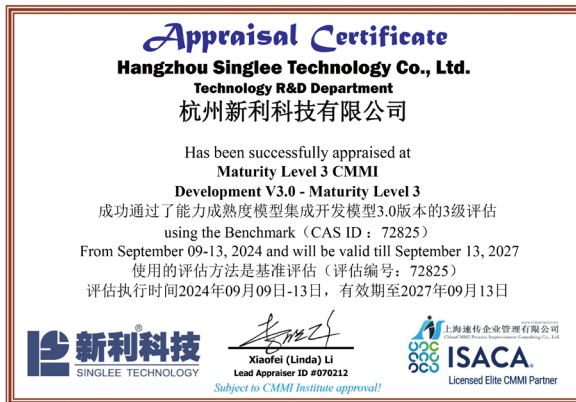 Appraisal Certificate
Hangzhou Singlee Technology Co., Ltd.
Technology R&D Department
杭州新利科技有限公司
Has been successfully appraised at
Maturity Level 3 CMMI
Development V3.0 - Maturity Level 3
成功通过了能力成熟度模型集成开发模型3.0版本的3级评估
using the Benchmark（CAS ID： 72825）
From September 09-13, 2024 and will be valid till September 13, 2027
使用的评估方法是基准评估（评估编号：72825）
评估执行时间2024年09月09日-13日，有效期至2027年09月13日
新利科技®
SINGLEE TECHNOLOGY
Xiaofei (Linda) Li
Lead Appraiser ID #070212
Subject to CMMI Institute approval!
上海速传企业管理有限公司
ChinaCMMI Process Improvement Consulting Co., Ltd
ISACA.
Licensed Elite CMMI Partner